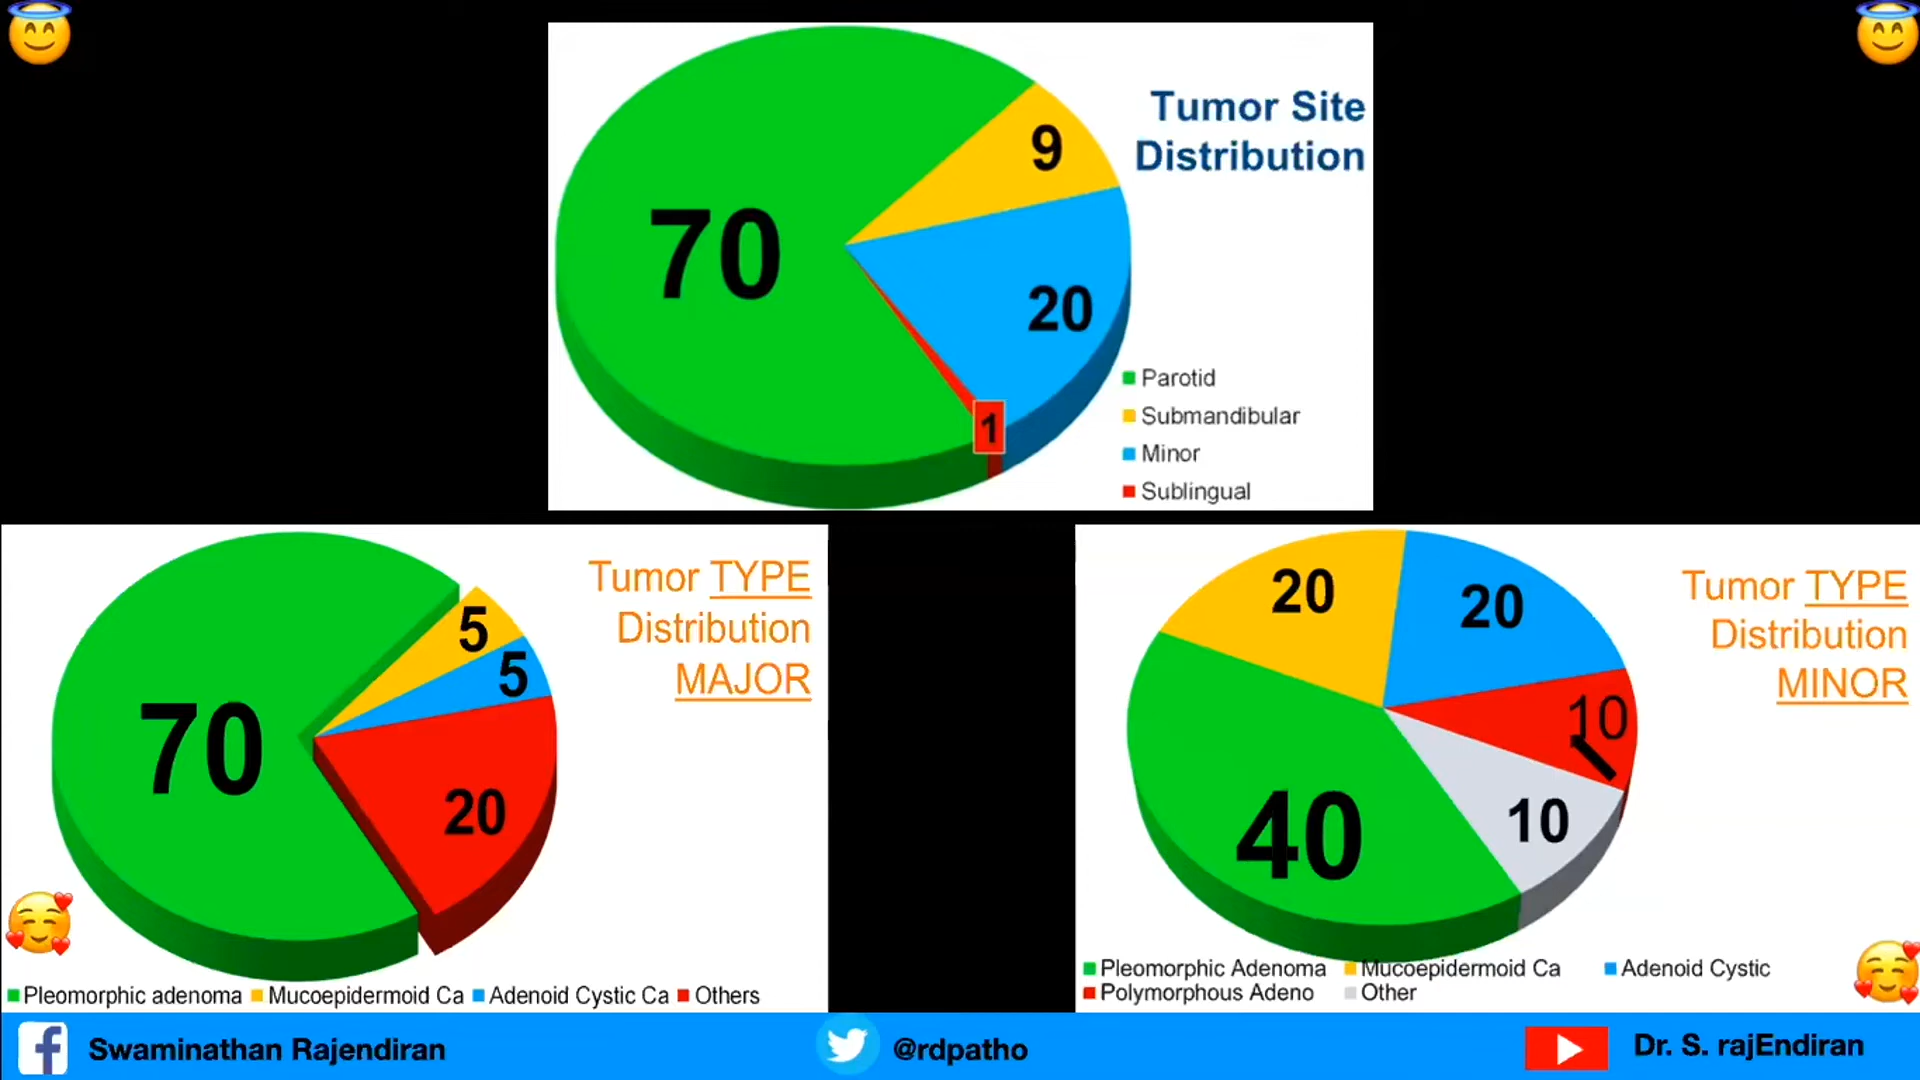 Tumor Site
Distribution
70
9
20
1
Parotid
Submandibular
Minor
Sublingual
Tumor TYPE
Distribution
MAJOR
70
5
5
20
Pleomorphic adenoma Mucoepidermoid Ca Adenoid Cystic Ca Others
Tumor TYPE
Distribution
MINOR
20
20
10
10
40
Pleomorphic Adenoma Mucoepidermoid Ca Adenoid Cystic
Polymorphous Adeno Other
f Swaminathan Rajendiran
@rdpatho
Dr. S. rajEndiran